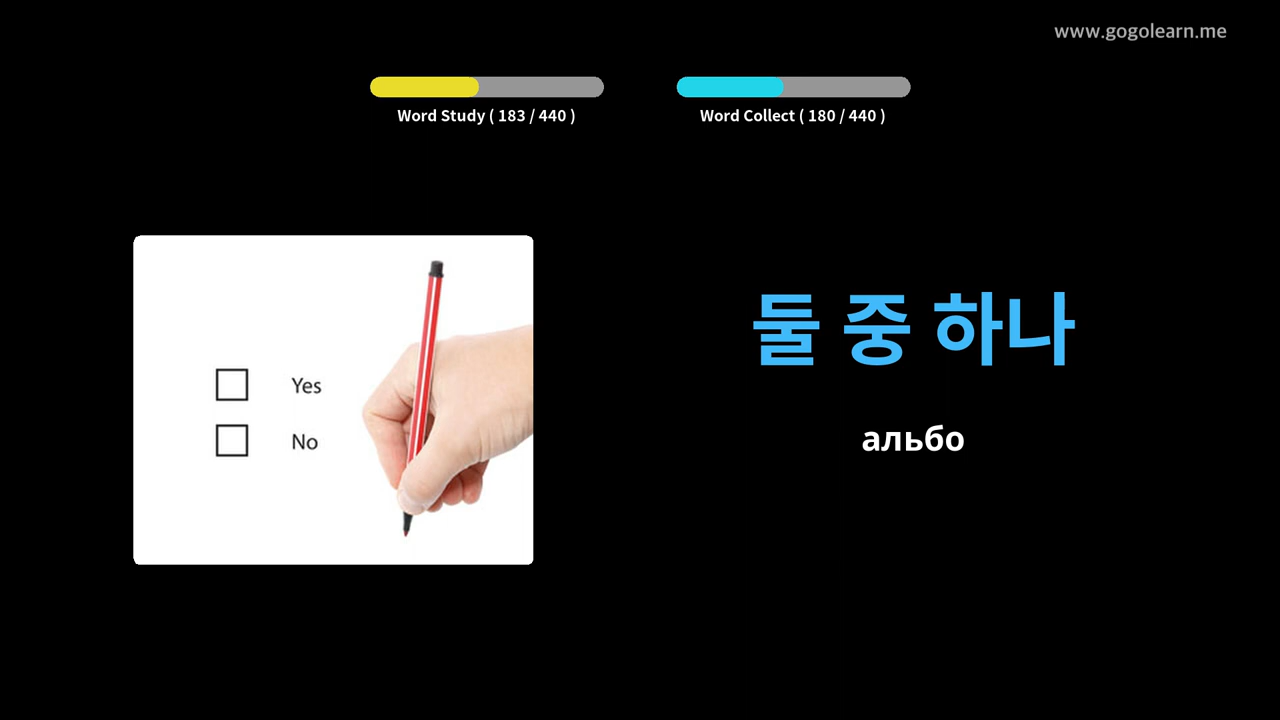 www.gogolearn.me
Word Study ( 183 / 440 )
Word Collect ( 180 / 440 )
Yes
No
둘 중 하나
альбо